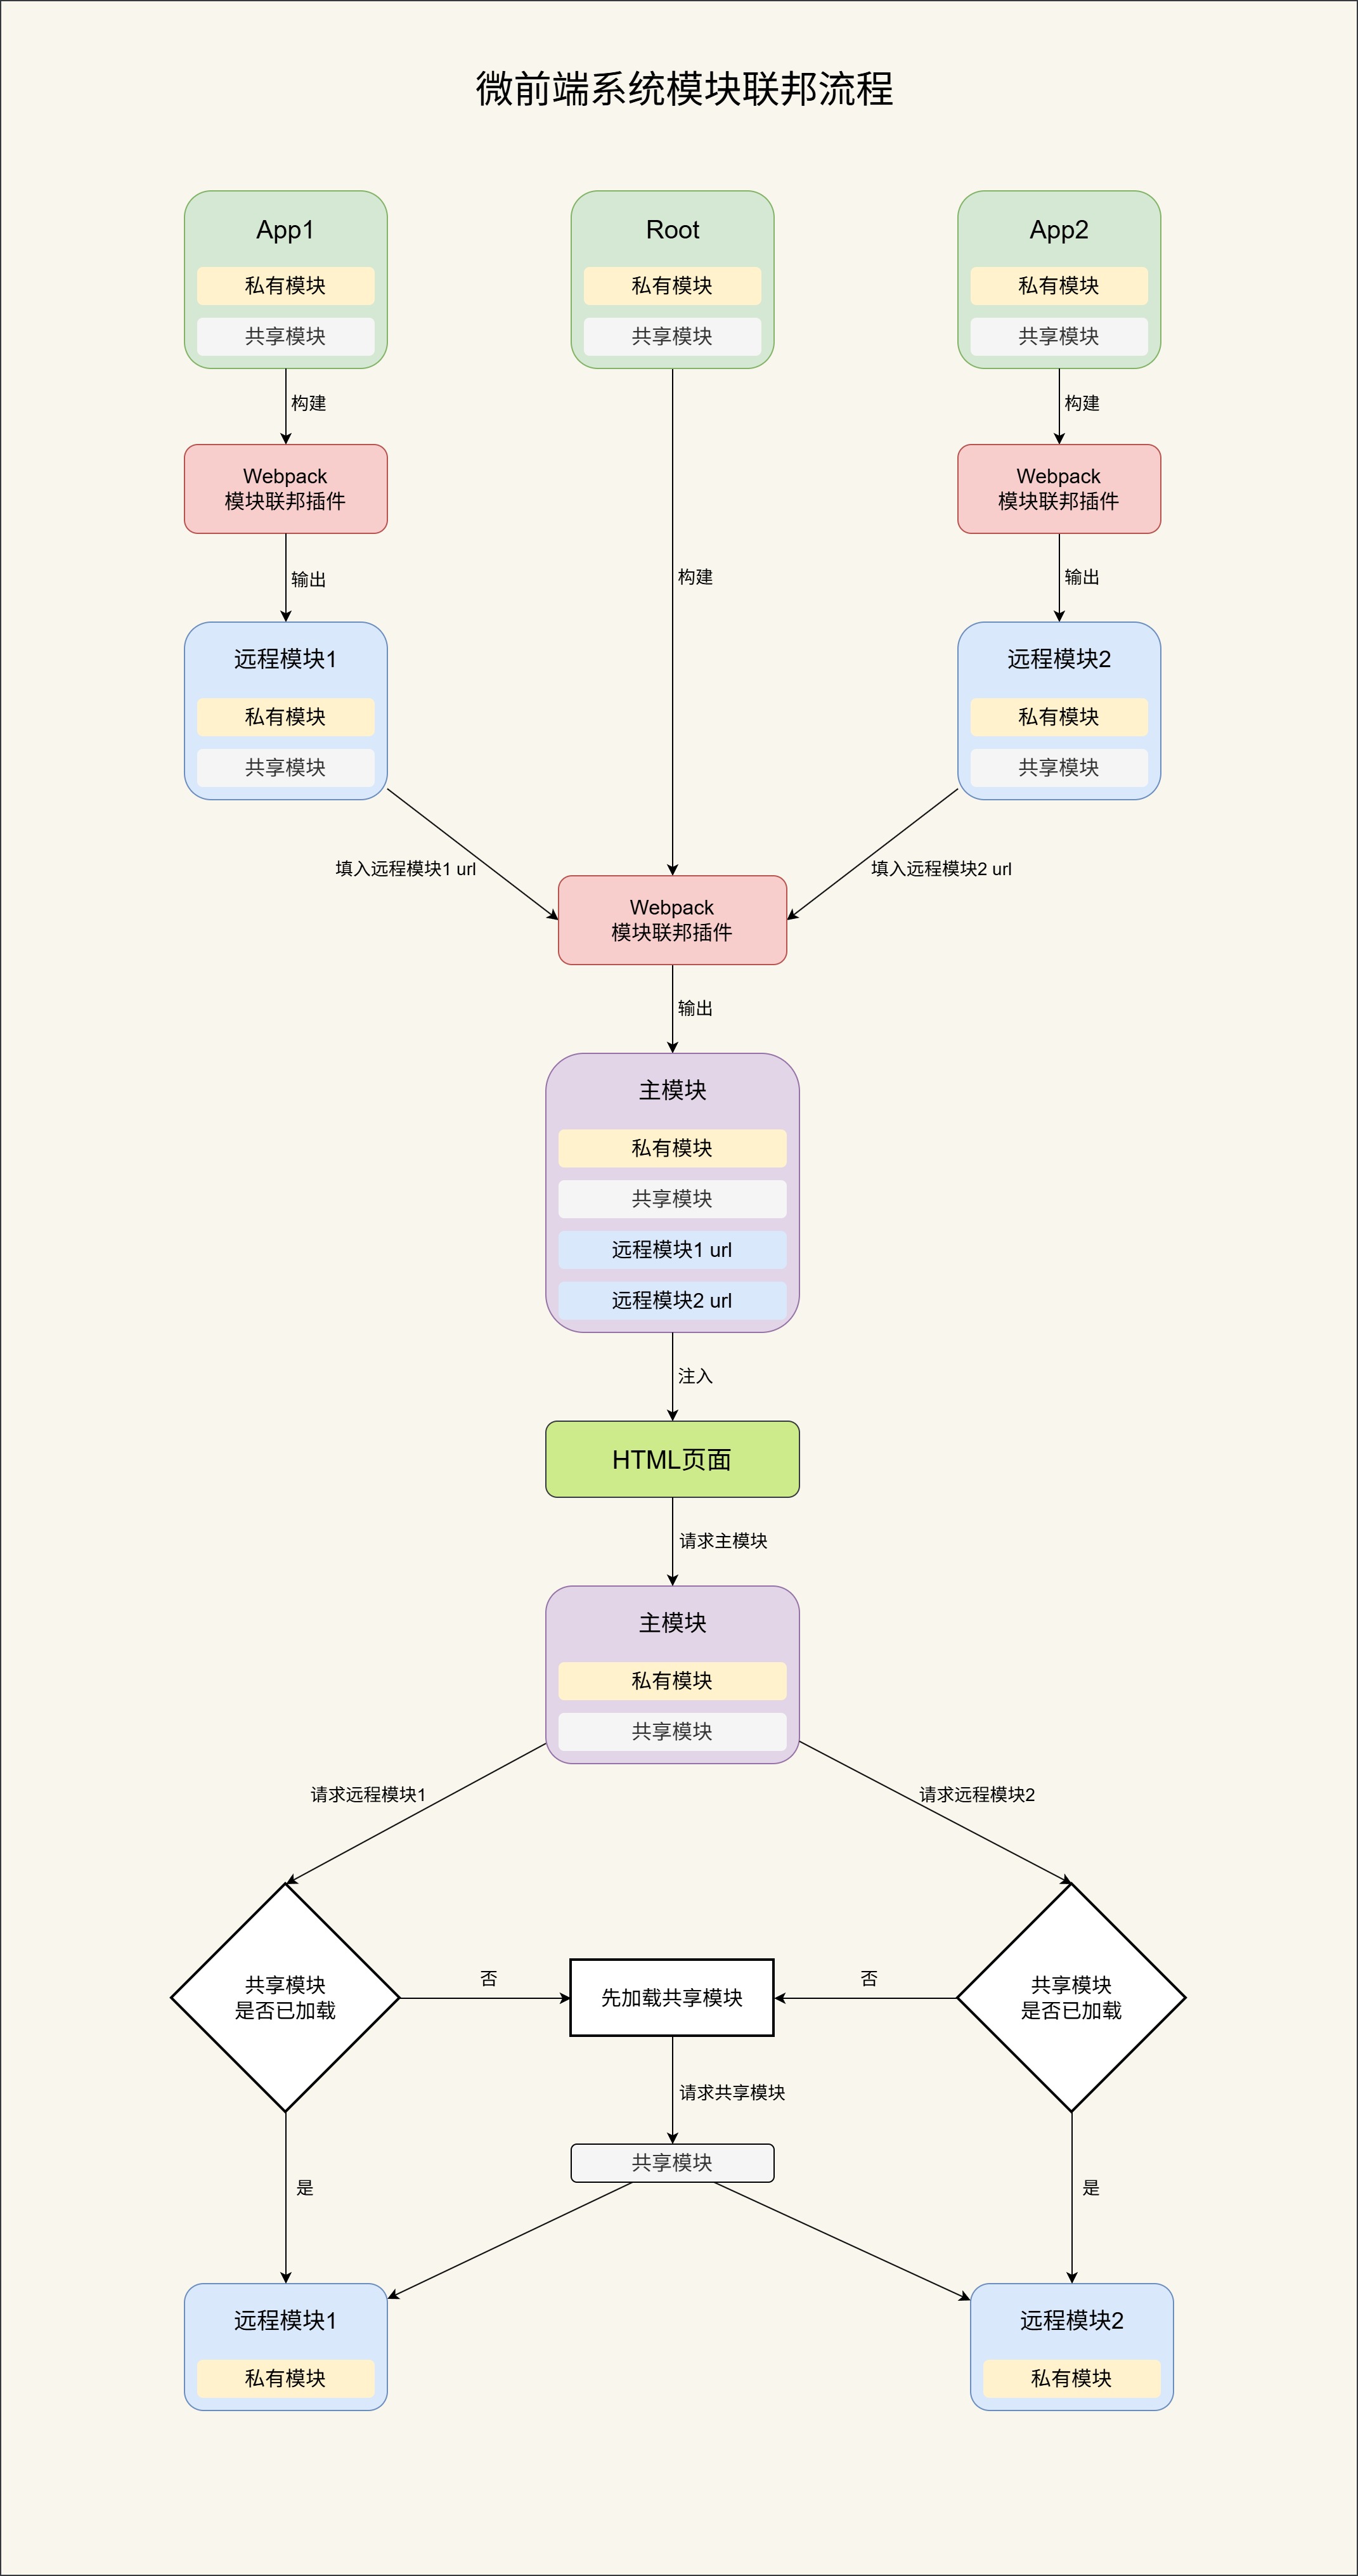 微前端系统模块联邦流程
App1
私有模块
共享模块
Root
私有模块
共享模块
App2
私有模块
共享模块
构建
构建
Webpack
模块联邦插件
Webpack
模块联邦插件
输出
构建
输出
远程模块1
私有模块
共享模块
远程模块2
私有模块
共享模块
填入远程模块1 url
填入远程模块2 url
Webpack
模块联邦插件
输出
主模块
私有模块
共享模块
远程模块1 url
远程模块2 url
注入
HTML页面
请求主模块
主模块
私有模块
共享模块
请求远程模块1
请求远程模块2
共享模块
是否已加载
否
先加载共享模块
否
共享模块
是否已加载
请求共享模块
共享模块
是
是
远程模块1
私有模块
远程模块2
私有模块